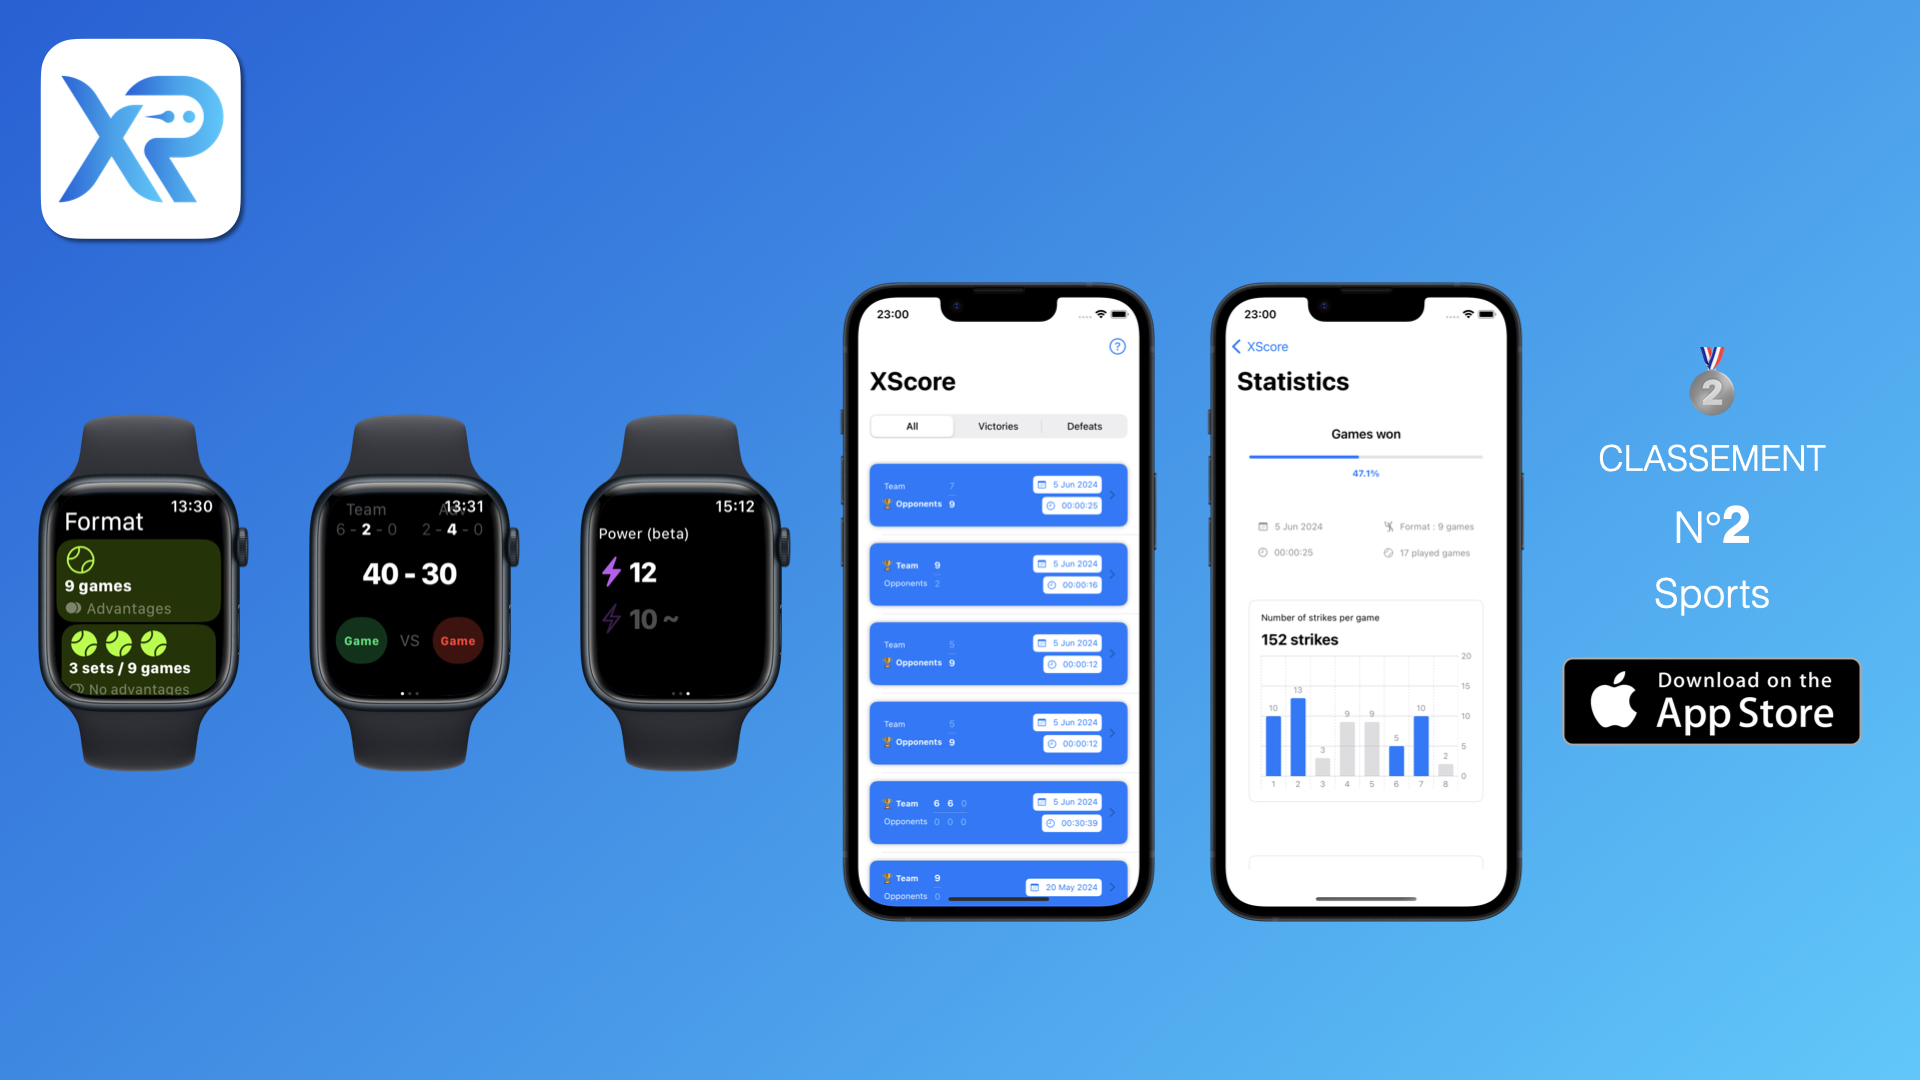 XP
13:30
Format
9 games
Advantages
3 sets / 9 games
No advantages
13:31
Team
6 - 2 - 0
2 - 4 - 0
40 - 30
Game
VS
Game
15:12
Power (beta)
12
10 ~
23:00
?
XScore
All
Victories
Defeats
Team 7
Opponents 9
5 Jun 2024
00:00:25
Team 9
Opponents 2
5 Jun 2024
00:00:16
Team 5
Opponents 9
5 Jun 2024
00:00:12
Team 5
Opponents 9
5 Jun 2024
00:00:12
Team 6 6 0
Opponents 0 0 0
5 Jun 2024
00:30:39
Team 9
Opponents 0
20 May 2024
23:00
XScore
Statistics
Games won
47.1%
5 Jun 2024
Format : 9 games
00:00:25
17 played games
Number of strikes per game
152 strikes
20
15
10
5
0
10
13
3
9
9
5
10
2
1 2 3 4 5 6 7 8
2
CLASSEMENT
N°2
Sports
Download on the
App Store